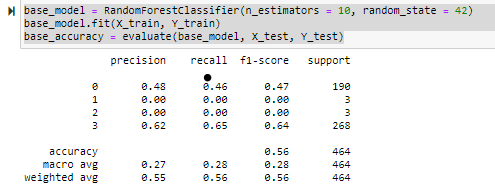 base_model = RandomForestClassifier(n_estimators = 10, random_state = 42)
base_model.fit(X_train, Y_train)
base_accuracy = evaluate(base_model, X_test, Y_test)
precision recall f1-score support
0 0.48 0.46 0.47 190
1 0.00 0.00 0.00 3
2 0.00 0.00 0.00 3
3 0.62 0.65 0.64 268
accuracy 0.56 464
macro avg 0.27 0.28 0.28 464
weighted avg 0.55 0.56 0.56 464